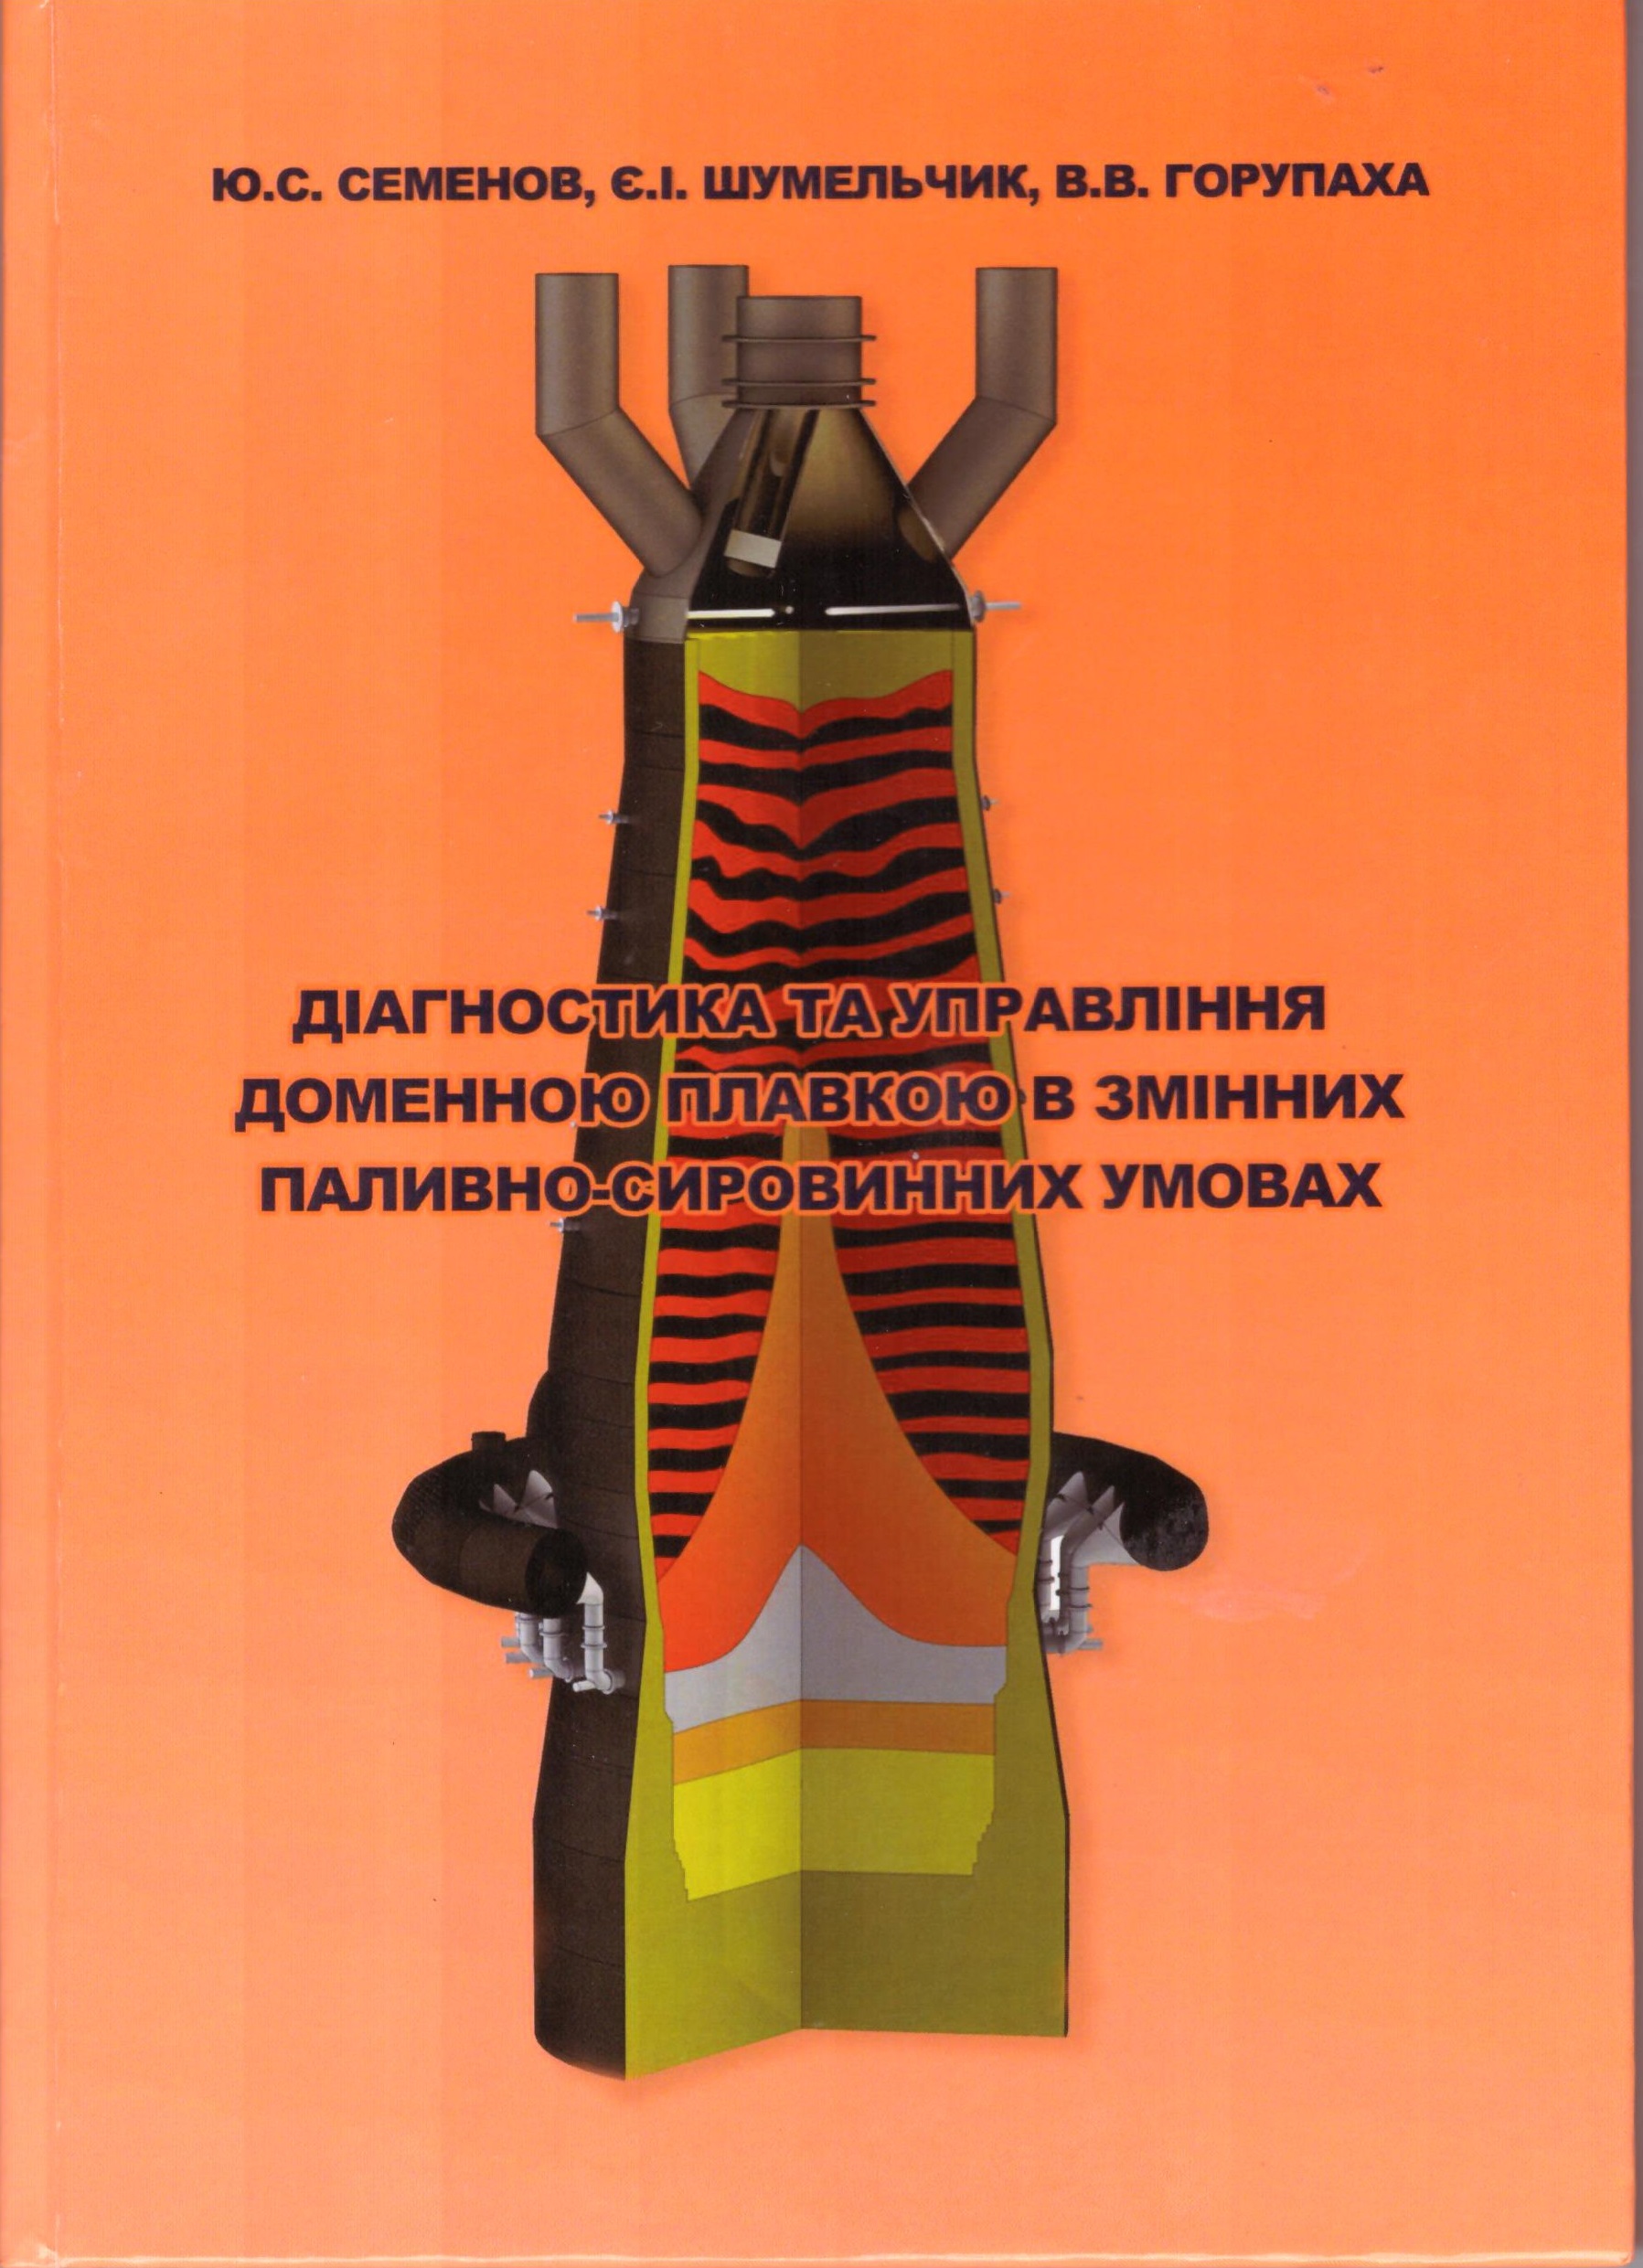 Ю.С. СЕМЕНОВ, Є.І. ШУМЕЛЬЧИК, В.В. ГОРУПАХА
ДІАГНОСТИКА ТА УПРАВЛІННЯ
ДОМЕННОЮ ПЛАВКОЮ В ЗМІННИХ
ПАЛИВНО-СИРОВИННИХ УМОВАХ